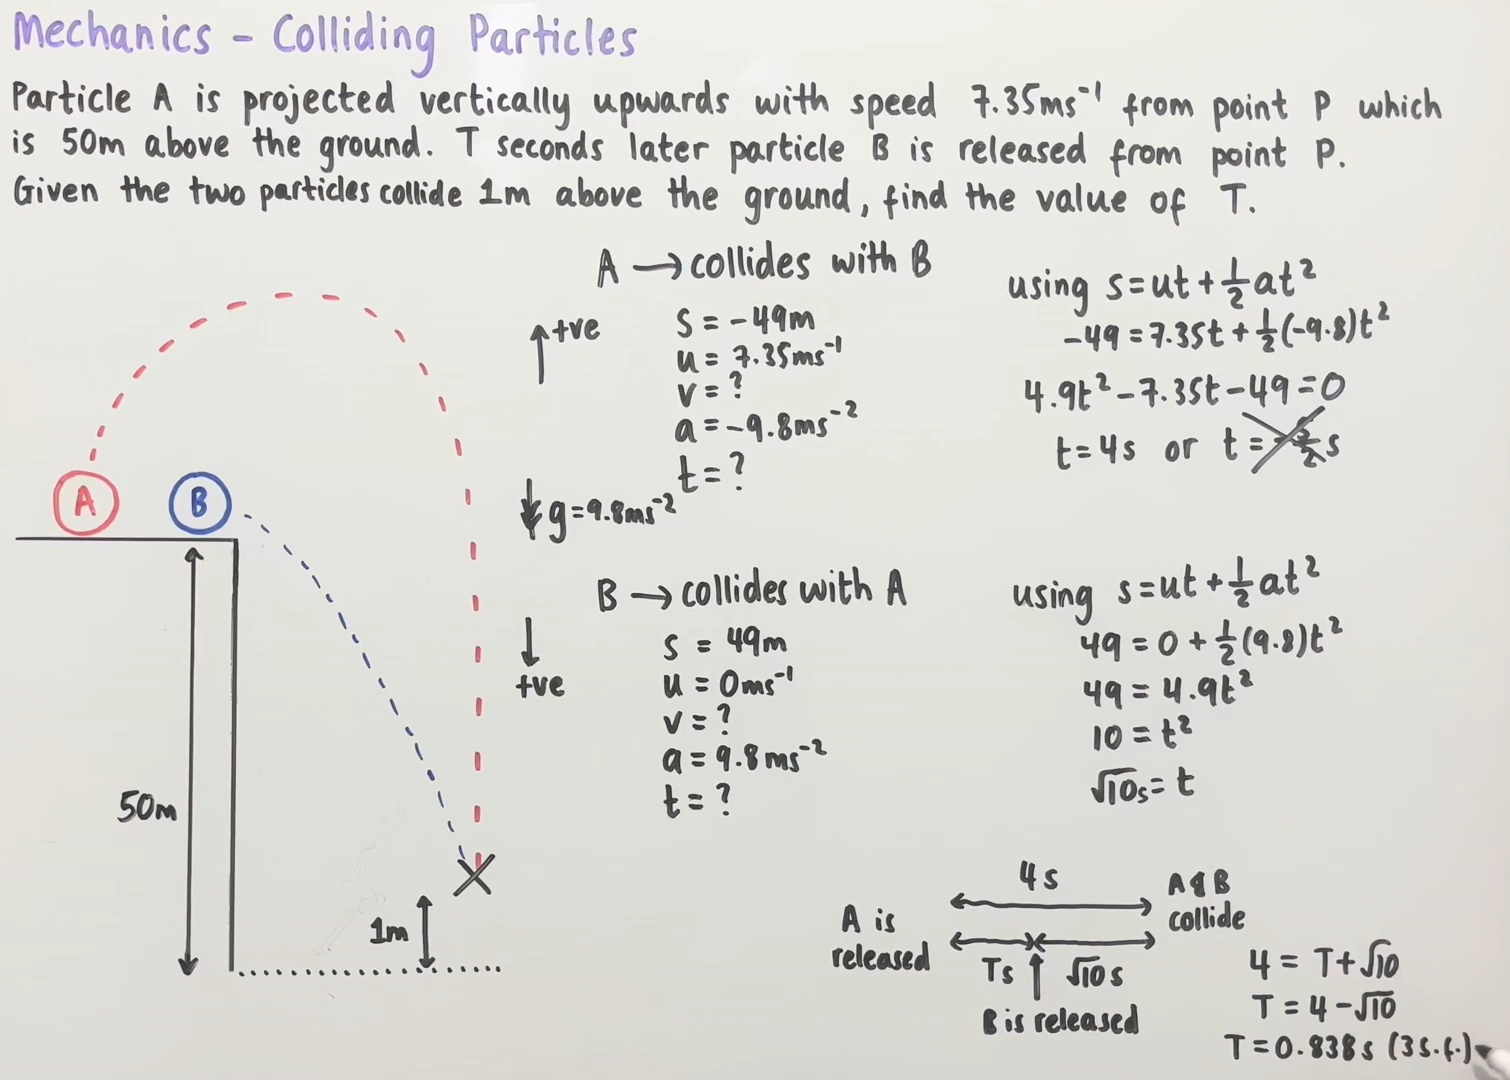 Mechanics - Colliding Particles
Particle A is projected vertically upwards with speed 7.35ms⁻¹ from point P which
is 50m above the ground. T seconds later particle B is released from point P.
Given the two particles collide 1m above the ground, find the value of T.
A → collides with B
↑+ve
s = -49m
u = 7.35ms⁻¹
v = ?
a = -9.8ms⁻²
t = ?
↓g=9.8ms⁻²
using s=ut+½at²
-49=7.35t+½(-9.8)t²
4.9t²-7.35t-49=0
t=4s or t=-5/2s
A
B
50m
1m
B → collides with A
↓
+ve
s = 49m
u = 0ms⁻¹
v = ?
a = 9.8ms⁻²
t = ?
using s=ut+½at²
49 = 0 + ½(9.8)t²
49 = 4.9t²
10 = t²
√10s = t
4s
A is
released
A & B
collide
Ts
√10 s
B is released
4 = T+√10
T = 4-√10
T=0.838s (3s.f.)